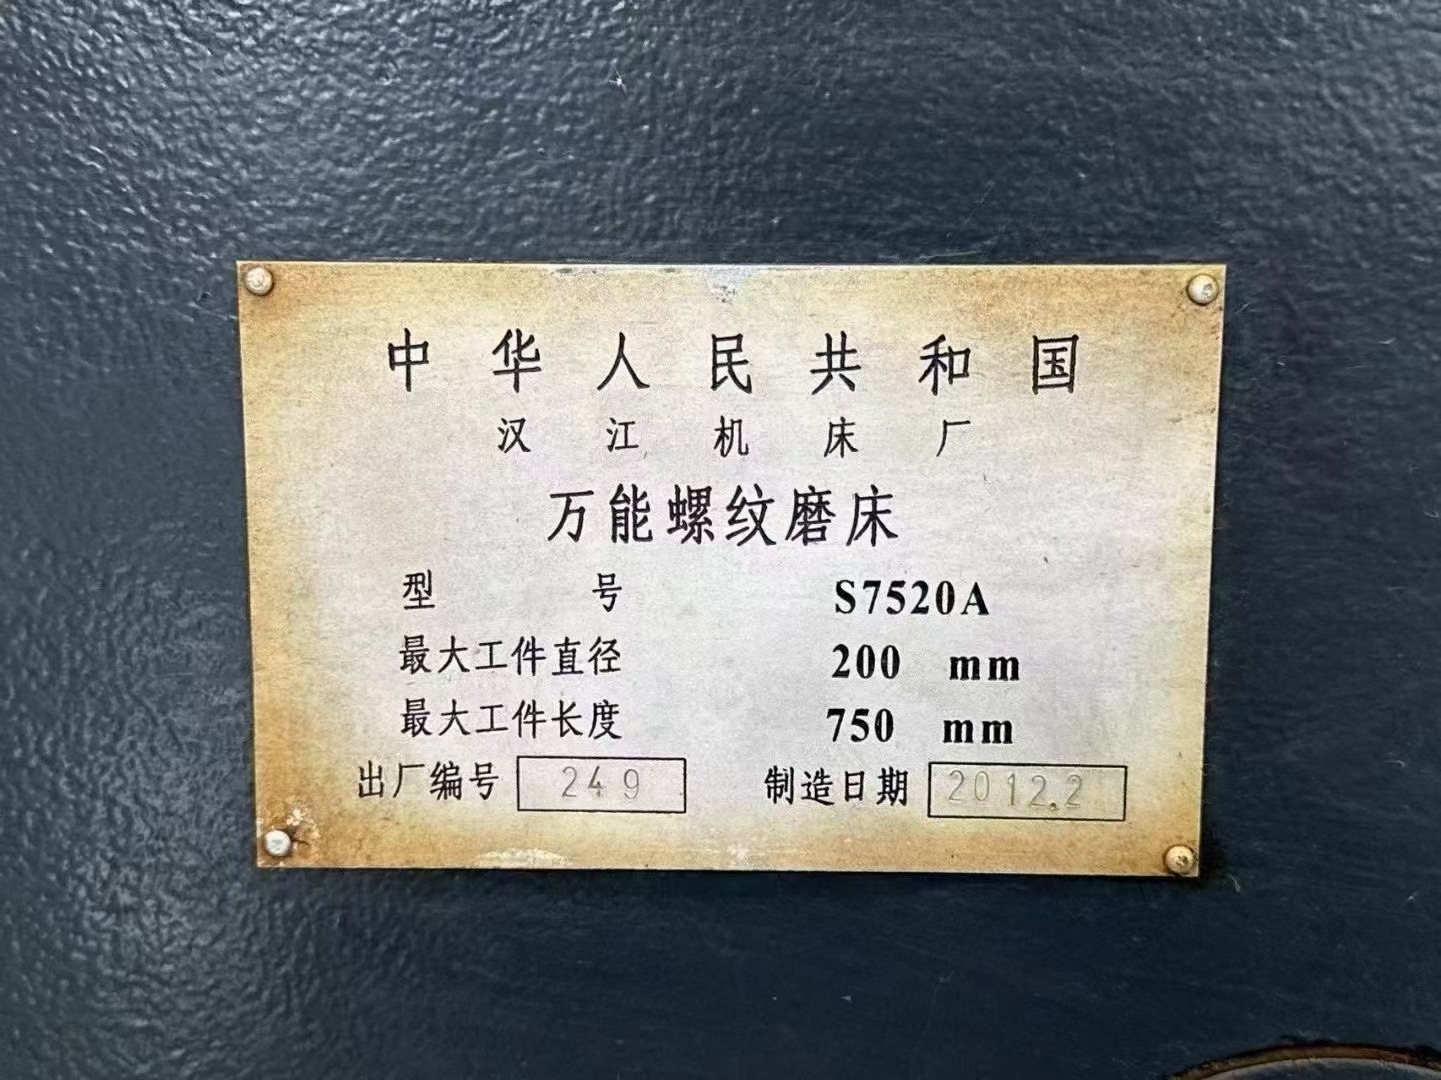 中华人民共和国
汉江机床厂
万能螺纹磨床
型号 S7520A
最大工件直径 200 mm
最大工件长度 750 mm
出厂编号 249 制造日期 2012.2